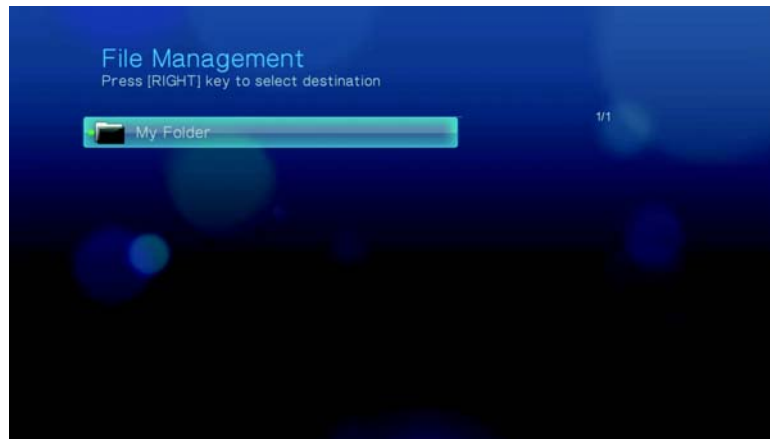 File Management
Press [RIGHT] key to select destination
1/1
My Folder